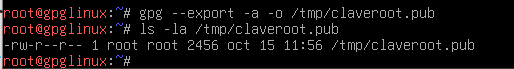 root@gpglinux:~# gpg --export -a -o /tmp/claveroot.pub
root@gpglinux:~# ls -la /tmp/claveroot.pub
-rw-r--r-- 1 root root 2456 oct 15 11:56 /tmp/claveroot.pub
root@gpglinux:~#